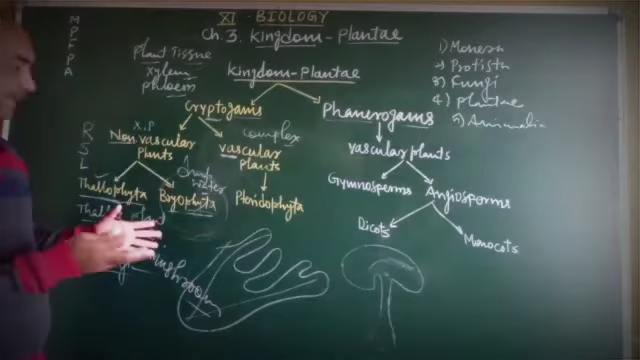 XI - BIOLOGY
Ch. 3. Kingdom - Plantae
M
P
F
P
A
Plant Tissue
Xylem
Phloem
1) Monera
2) Protista
3) Fungi
4) Plantae
5) Animalia
Kingdom - Plantae
Cryptogams
Phanerogams
R
S
L
X.P
Non vascular
Plants
complex
vascular
plants
vascular plants
Thallophyta
Bryophyta
Pteridophyta
Gymnosperms
Angiosperms
water
Dicots
Monocots
mushroom